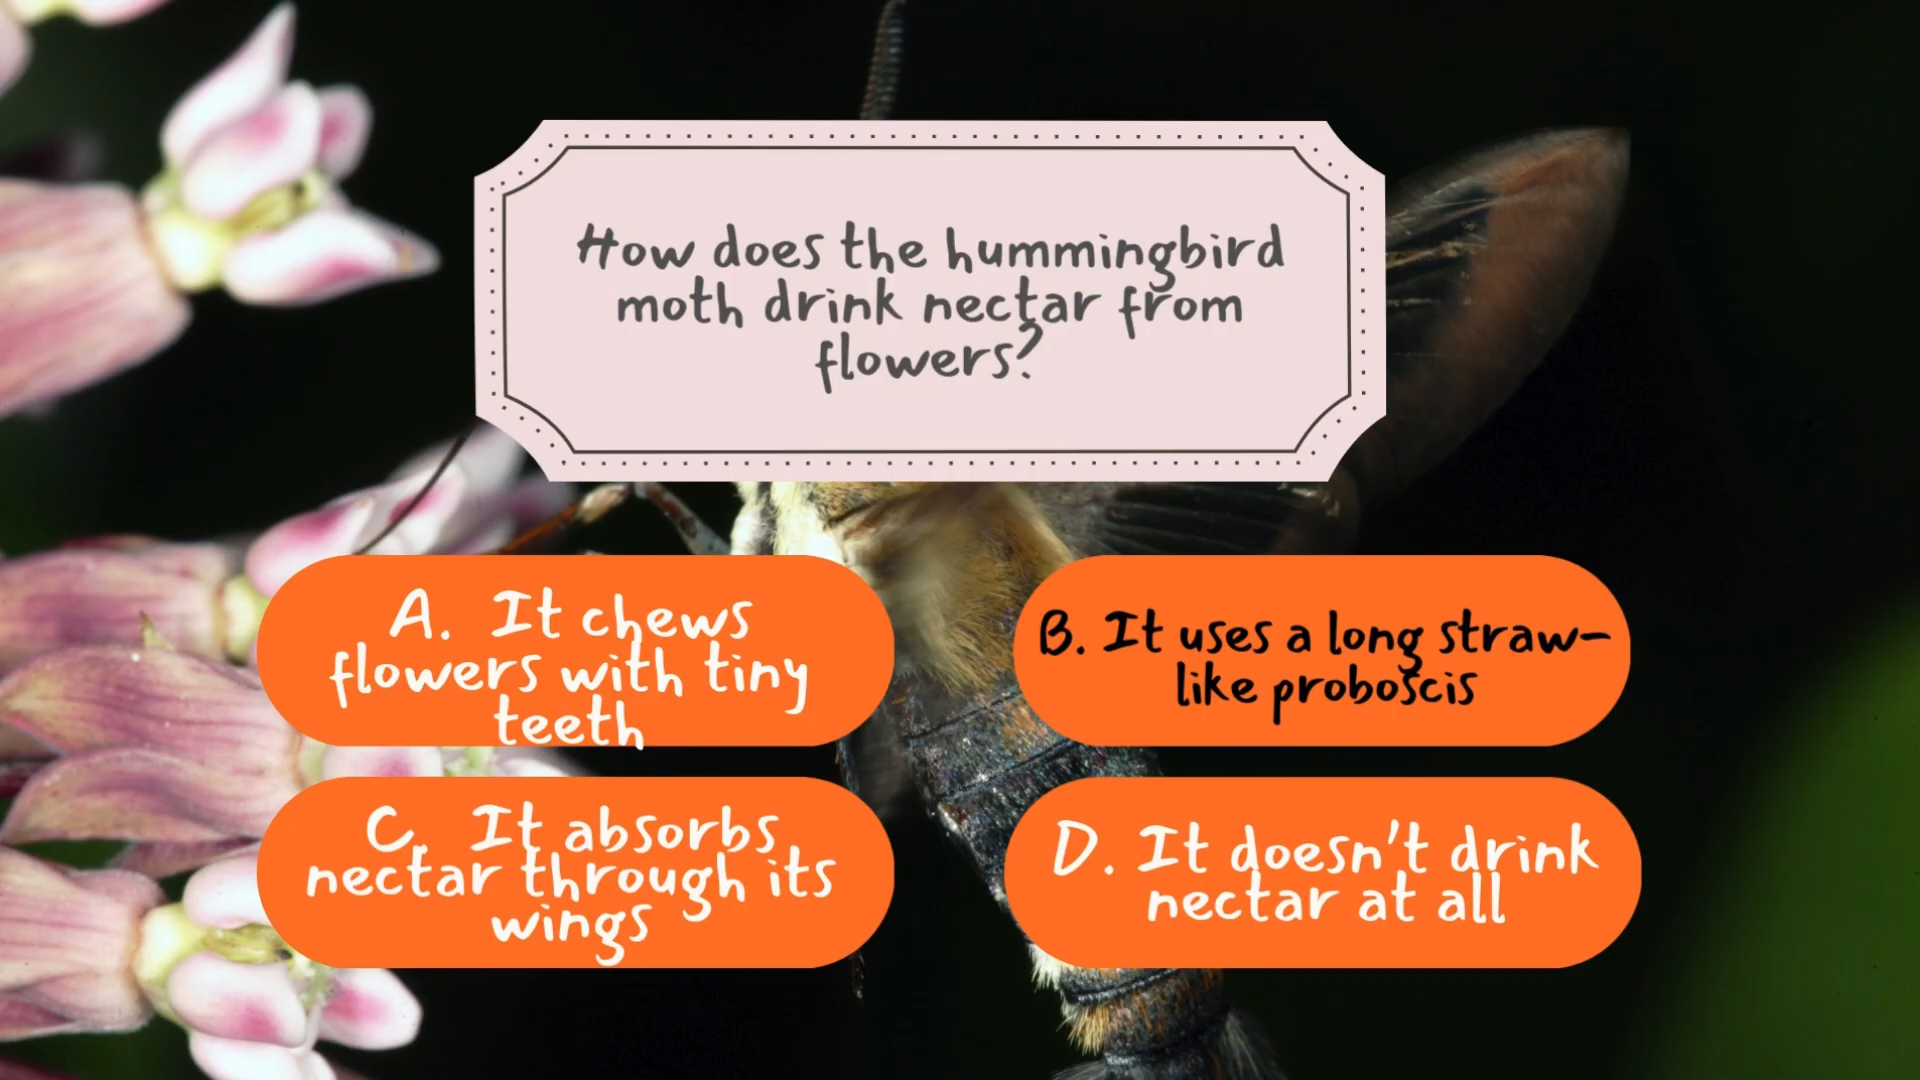 How does the hummingbird
moth drink nectar from
flowers?
A. It chews
flowers with tiny
teeth
B. It uses a long straw-
like proboscis
C. It absorbs
nectar through its
wings
D. It doesn't drink
nectar at all